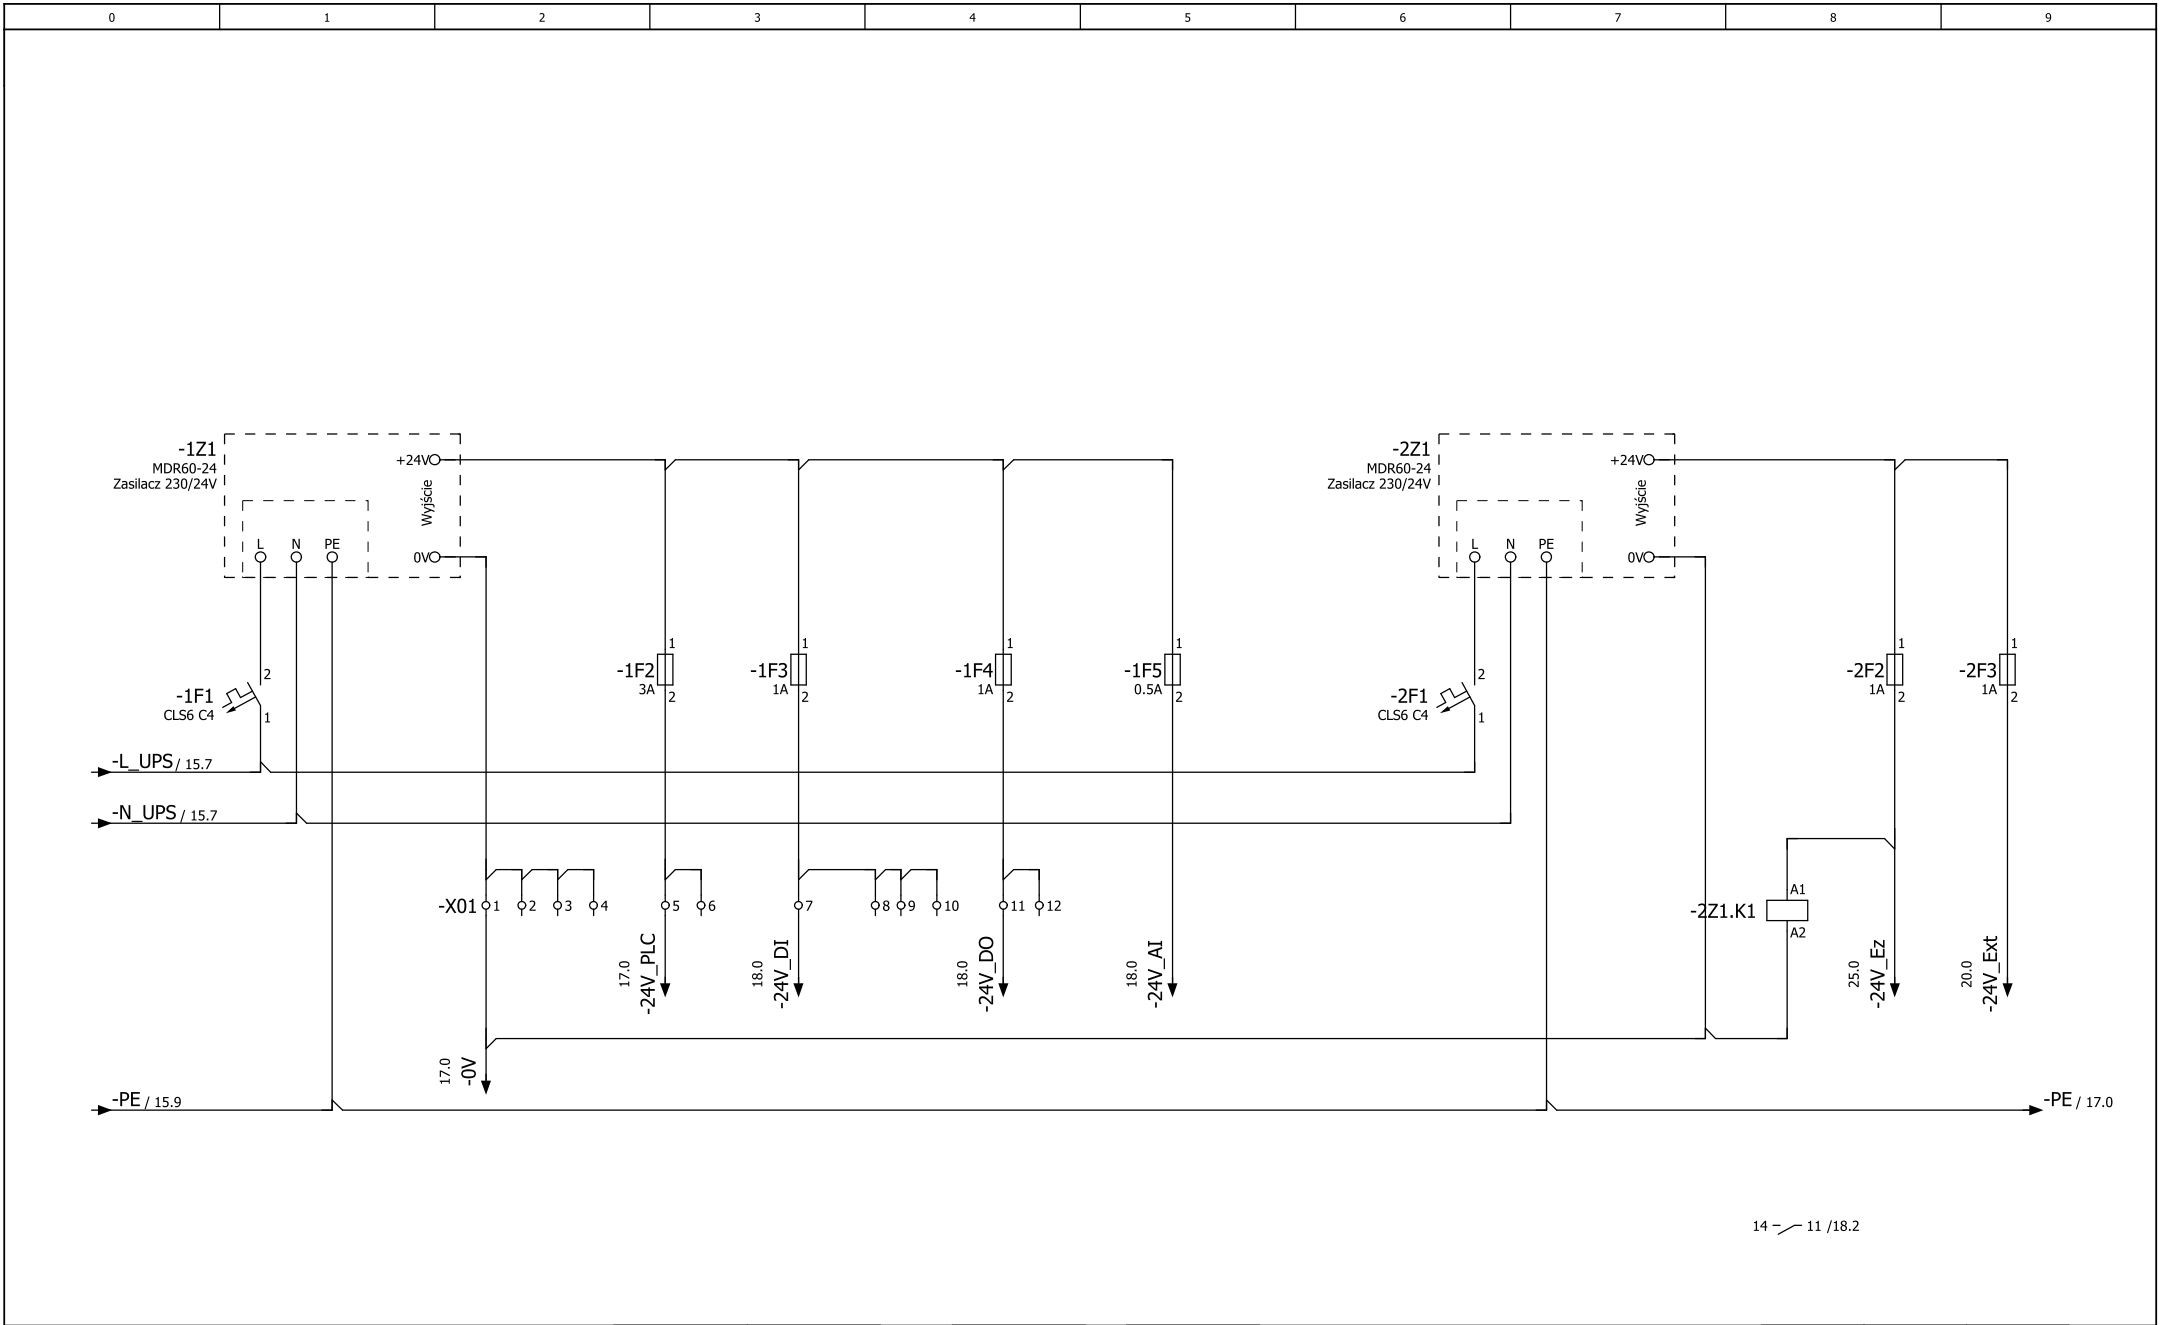 0 1 2 3 4 5 6 7 8 9
-1Z1
MDR60-24
Zasilacz 230/24V
+24V
Wyjście
L N PE
0V
-2Z1
MDR60-24
Zasilacz 230/24V
+24V
Wyjście
L N PE
0V
2
-1F1
CLS6 C4
1
1
-1F2
3A
2
1
-1F3
1A
2
1
-1F4
1A
2
1
-1F5
0.5A
2
2
-2F1
CLS6 C4
1
1
-2F2
1A
2
1
-2F3
1A
2
-L_UPS / 15.7
-N_UPS / 15.7
-X01 1 2 3 4 5 6 7 8 9 10 11 12
A1
-2Z1.K1
A2
17.0
-24V_PLC
18.0
-24V_DI
18.0
-24V_DO
18.0
-24V_AI
25.0
-24V_Ez
20.0
-24V_Ext
17.0
-0V
-PE / 15.9
-PE / 17.0
14 11 /18.2